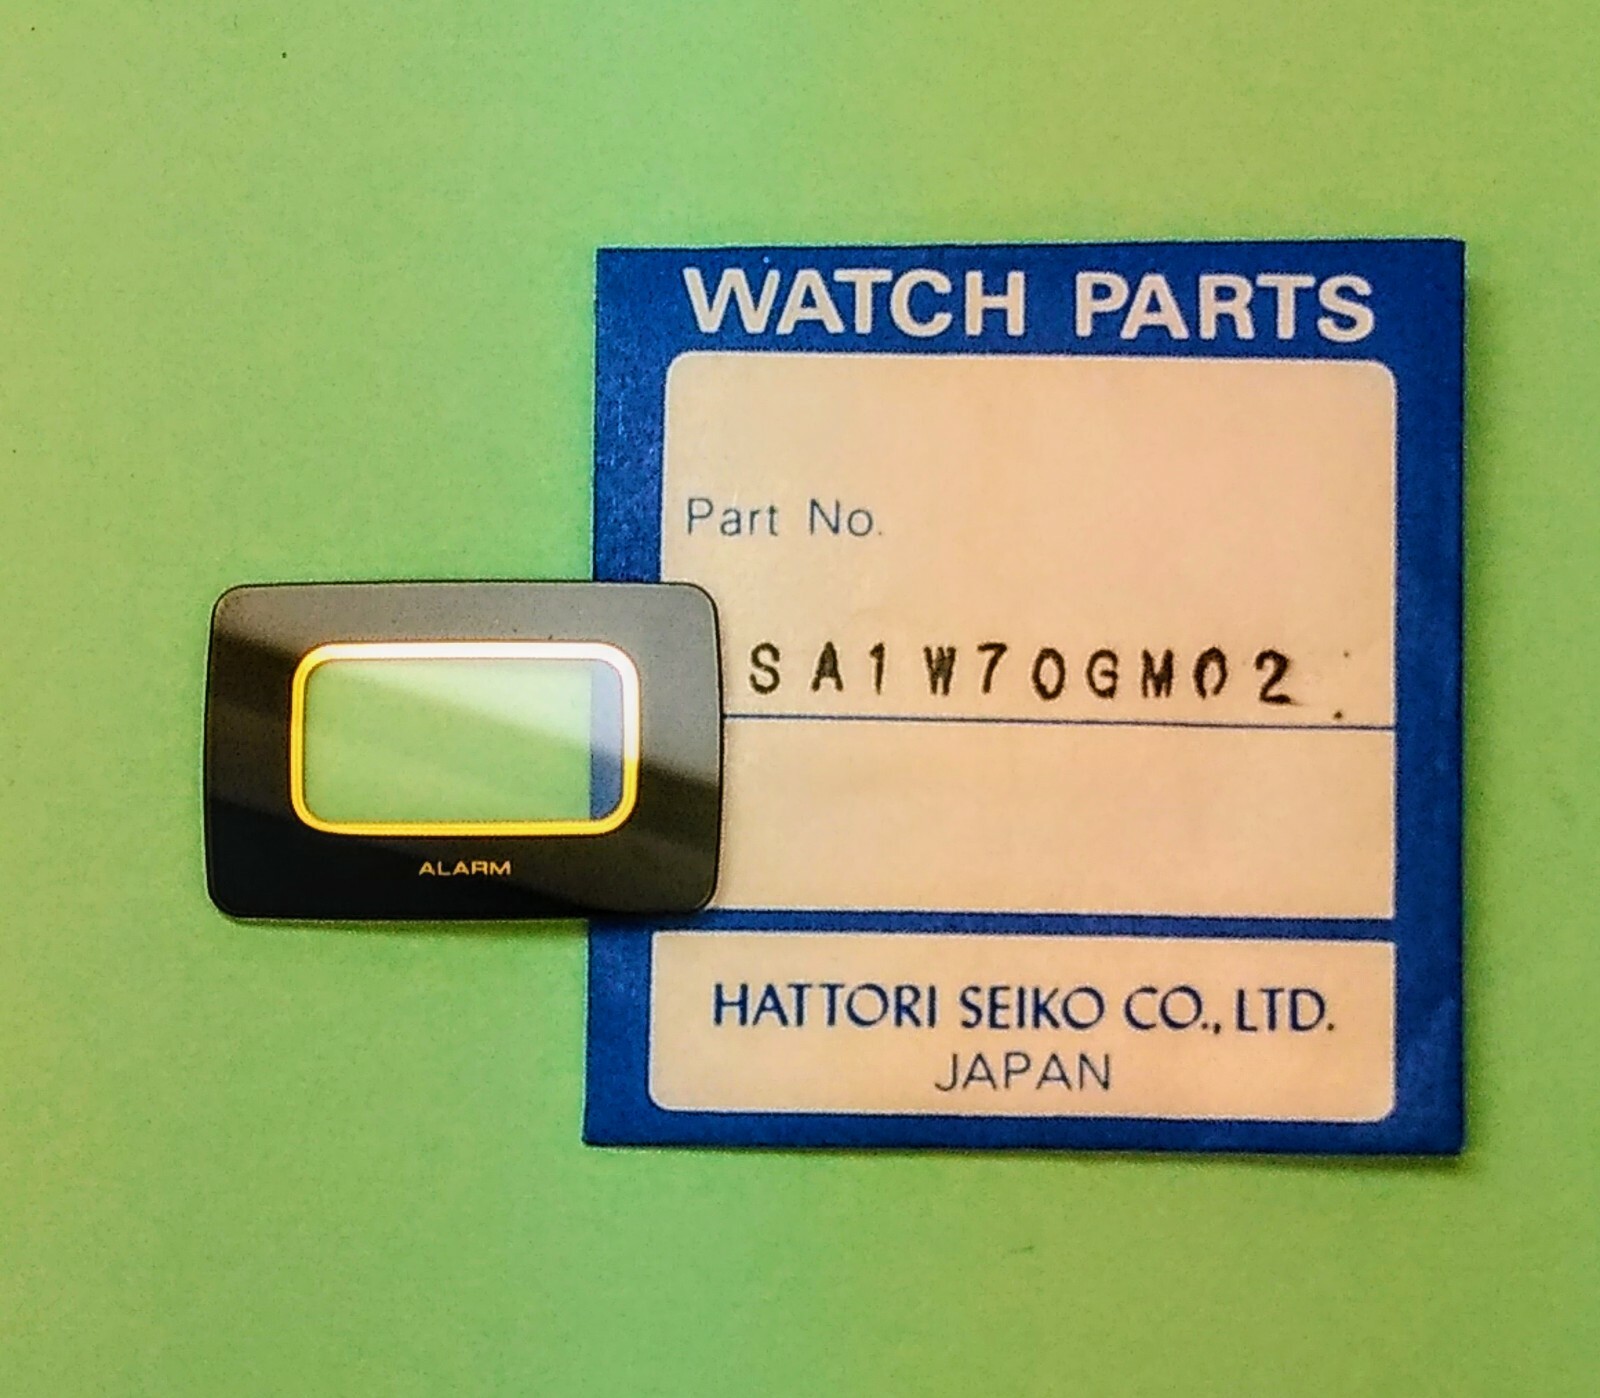 WATCH PARTS
Part No.
SA1W70GM02
ALARM
HATTORI SEIKO CO., LTD.
JAPAN